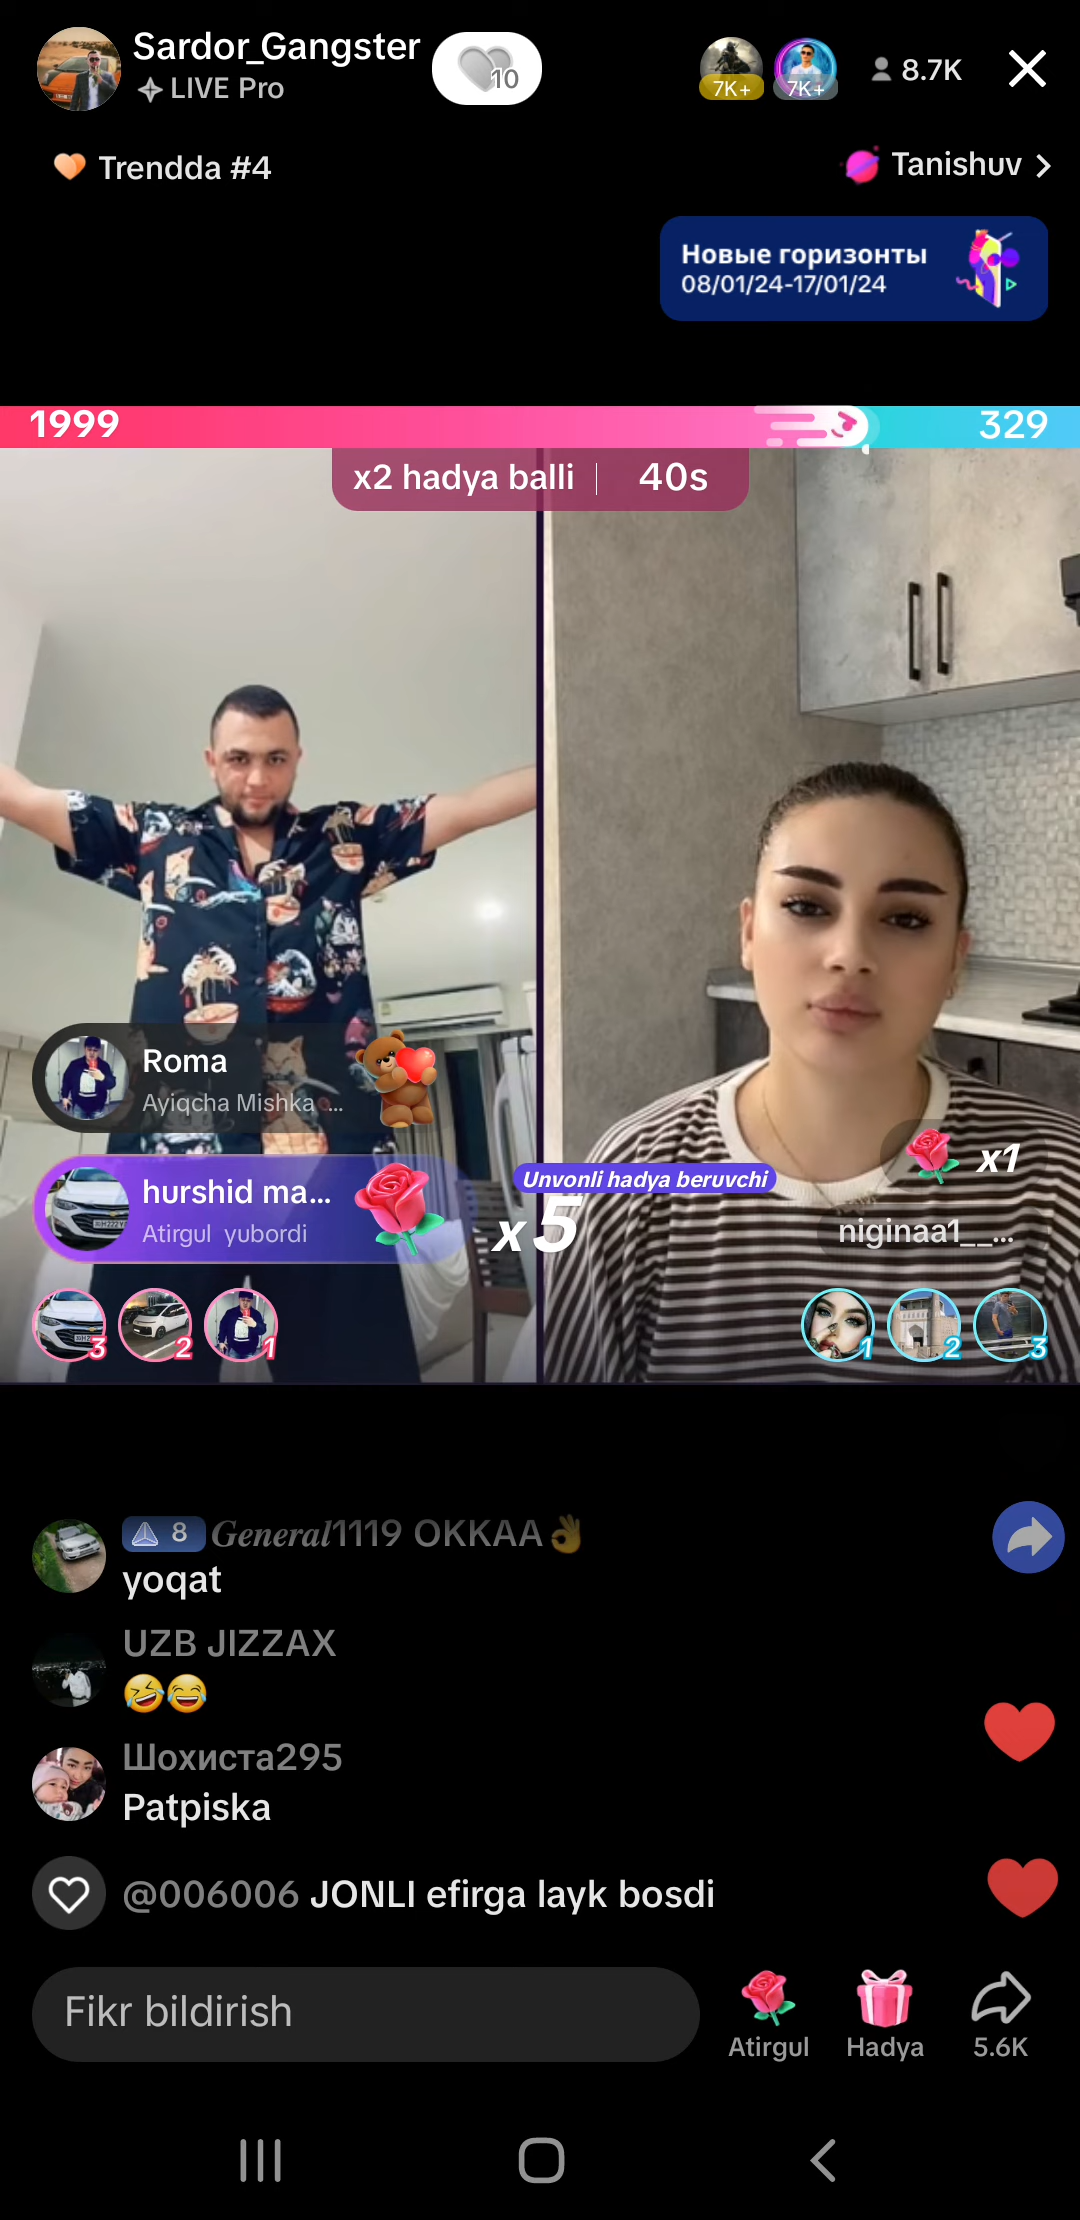 Sardor_Gangster
LIVE Pro
10
7K+
7K+
8.7K
Trendda #4
Tanishuv
Новые горизонты
08/01/24-17/01/24
1999
329
x2 hadya balli | 40s
Roma
Ayiqcha Mishka ...
hurshid ma...
Atirgul yubordi
Unvonli hadya beruvchi
x5
x1
niginaa1__...
3
2
1
1
2
3
8 General1119 OKKAA👌
yoqat
UZB JIZZAX
🤣😂
Шохиста295
Patpiska
@006006 JONLI efirga layk bosdi
Fikr bildirish
Atirgul
Hadya
5.6K